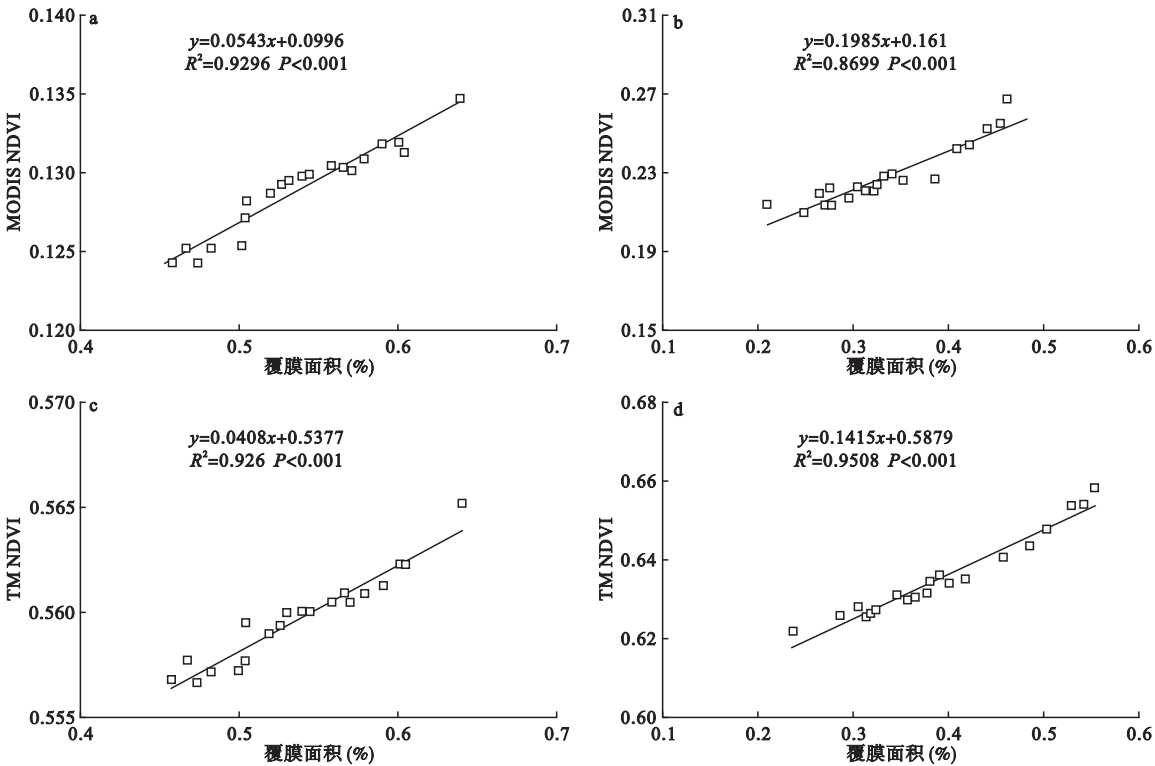 a
y=0.0543x+0.0996
R²=0.9296 P<0.001
MODIS NDVI
0.140
0.135
0.130
0.125
0.120
0.4 0.5 0.6 0.7
覆膜面积 (%)
b
y=0.1985x+0.161
R²=0.8699 P<0.001
MODIS NDVI
0.31
0.27
0.23
0.19
0.15
0.1 0.2 0.3 0.4 0.5 0.6
覆膜面积 (%)
c
y=0.0408x+0.5377
R²=0.926 P<0.001
TM NDVI
0.570
0.565
0.560
0.555
0.4 0.5 0.6 0.7
覆膜面积 (%)
d
y=0.1415x+0.5879
R²=0.9508 P<0.001
TM NDVI
0.68
0.66
0.64
0.62
0.60
0.1 0.2 0.3 0.4 0.5 0.6
覆膜面积 (%)